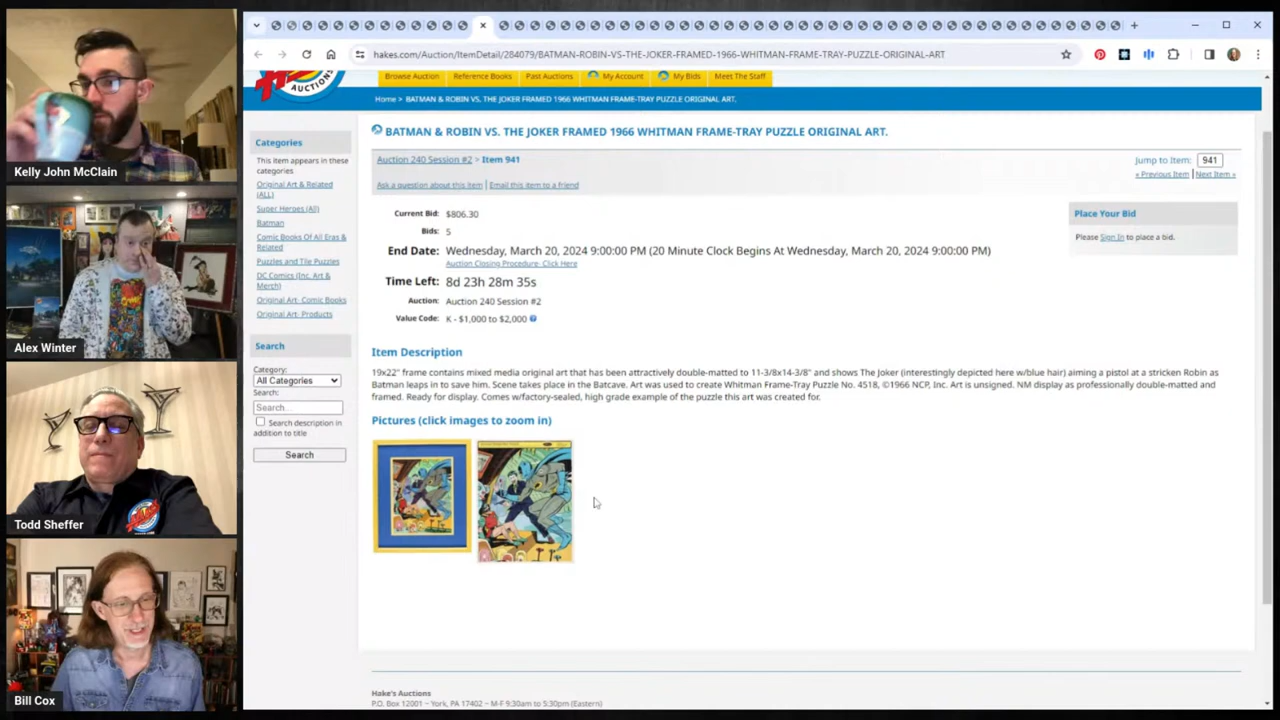 Kelly John McClain
Alex Winter
Todd Sheffer
Bill Cox
hakes.com/Auction/ItemDetail/284079/BATMAN-ROBIN-VS-THE-JOKER-FRAMED-1966-WHITMAN-FRAME-TRAY-PUZZLE-ORIGINAL-ART
AUCTIONS
Browse Auction Reference Books Past Auctions My Account My Bids Meet The Staff
Home > BATMAN & ROBIN VS. THE JOKER FRAMED 1966 WHITMAN FRAME-TRAY PUZZLE ORIGINAL ART.
Categories
This item appears in these
categories
Original Art & Related
(ALL)
Super Heroes (All)
Batman
Comic Books Of All Eras &
Related
Puzzles and Tile Puzzles
DC Comics (Inc. Art &
Merch)
Original Art- Comic Books
Original Art- Products
Search
Category:
All Categories
Search:
Search...
Search description in
addition to title
Search
BATMAN & ROBIN VS. THE JOKER FRAMED 1966 WHITMAN FRAME-TRAY PUZZLE ORIGINAL ART.
Auction 240 Session #2 > Item 941
Jump to Item: 941
Ask a question about this item | Email this item to a friend
« Previous Item | Next Item »
Current Bid: $806.30
Bids: 5
End Date: Wednesday, March 20, 2024 9:00:00 PM (20 Minute Clock Begins At Wednesday, March 20, 2024 9:00:00 PM)
Auction Closing Procedure- Click Here
Time Left: 8d 23h 28m 35s
Auction: Auction 240 Session #2
Value Code: K - $1,000 to $2,000
Place Your Bid
Please Sign In to place a bid.
Item Description
19x22" frame contains mixed media original art that has been attractively double-matted to 11-3/8x14-3/8" and shows The Joker (interestingly depicted here w/blue hair) aiming a pistol at a stricken Robin as
Batman leaps in to save him. Scene takes place in the Batcave. Art was used to create Whitman Frame-Tray Puzzle No. 4518, ©1966 NCP, Inc. Art is unsigned. NM display as professionally double-matted and
framed. Ready for display. Comes w/factory-sealed, high grade example of the puzzle this art was created for.
Pictures (click images to zoom in)
Hake's Auctions
P.O. Box 12001 ~ York, PA 17402 ~ M-F 9:30am to 5:30pm (Eastern)